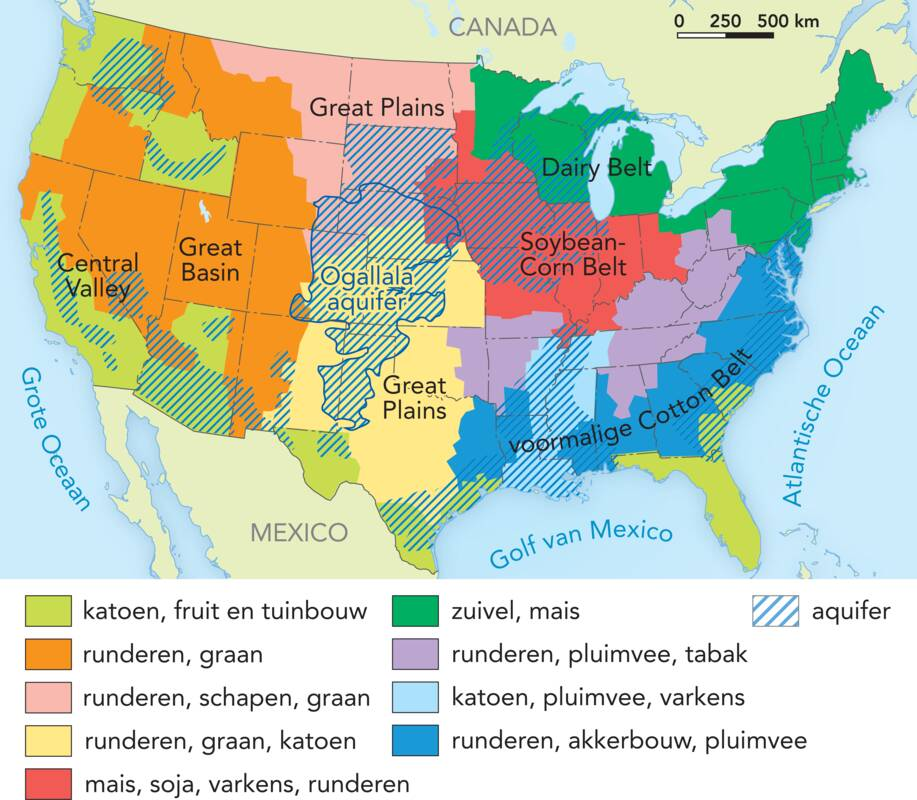 CANADA
0 250 500 km
Great Plains
Dairy Belt
Great
Basin
Central
Valley
Soybean-
Corn Belt
Ogallala
aquifer
Great
Plains
voormalige Cotton Belt
Grote Oceaan
Atlantische Oceaan
MEXICO
Golf van Mexico
katoen, fruit en tuinbouw
runderen, graan
runderen, schapen, graan
runderen, graan, katoen
mais, soja, varkens, runderen
zuivel, mais
runderen, pluimvee, tabak
katoen, pluimvee, varkens
runderen, akkerbouw, pluimvee
aquifer